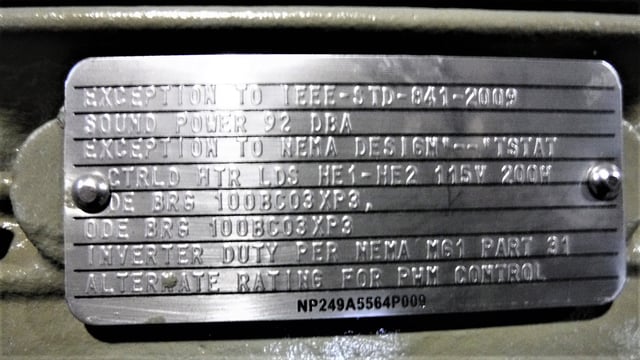 EXCEPTION TO IEEE-STD-841-2009
SOUND POWER 92 DBA
EXCEPTION TO NEMA DESIGN"--"TSTAT
CTRLD HTR LDS HE1-HE2 115V 200W
DE BRG 100BC03XP3,
ODE BRG 100BC03XP3
INVERTER DUTY PER NEMA MG1 PART 31
ALTERNATE RATING FOR PWM CONTROL
NP249A5564P009